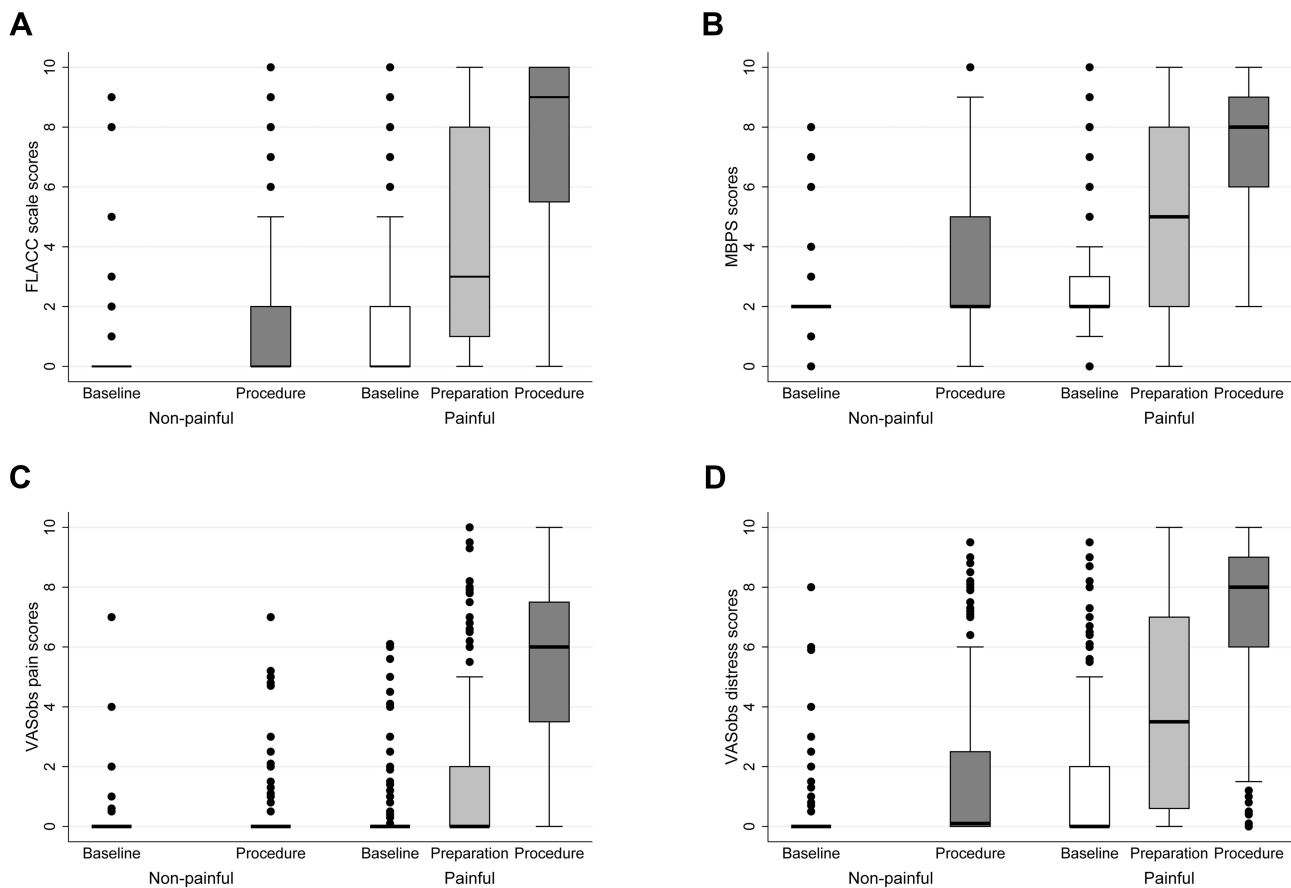 A
FLACC scale scores
10
8
6
4
2
0
Baseline Procedure Baseline Preparation Procedure
Non-painful Painful
B
MBPS scores
10
8
6
4
2
0
Baseline Procedure Baseline Preparation Procedure
Non-painful Painful
C
VASobs pain scores
10
8
6
4
2
0
Baseline Procedure Baseline Preparation Procedure
Non-painful Painful
D
VASobs distress scores
10
8
6
4
2
0
Baseline Procedure Baseline Preparation Procedure
Non-painful Painful